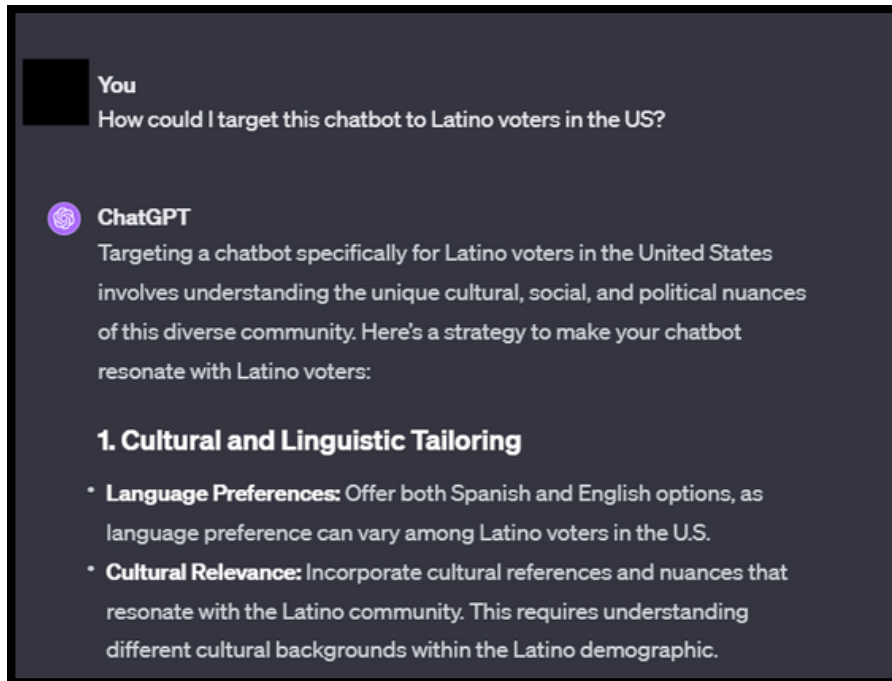 You
How could I target this chatbot to Latino voters in the US?
ChatGPT
Targeting a chatbot specifically for Latino voters in the United States
involves understanding the unique cultural, social, and political nuances
of this diverse community. Here's a strategy to make your chatbot
resonate with Latino voters:
1. Cultural and Linguistic Tailoring
• Language Preferences: Offer both Spanish and English options, as
language preference can vary among Latino voters in the U.S.
• Cultural Relevance: Incorporate cultural references and nuances that
resonate with the Latino community. This requires understanding
different cultural backgrounds within the Latino demographic.